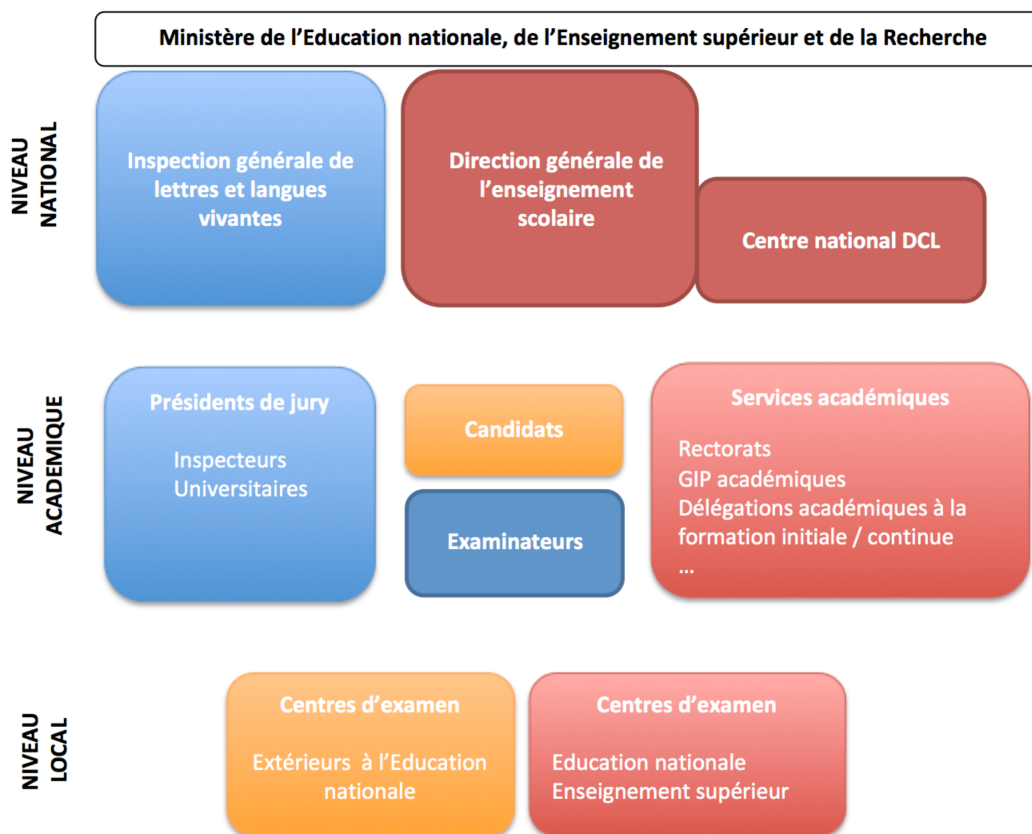 Ministère de l'Education nationale, de l'Enseignement supérieur et de la Recherche
NIVEAU
NATIONAL
Inspection générale de
lettres et langues
vivantes
Direction générale de
l'enseignement
scolaire
Centre national DCL
NIVEAU
ACADEMIQUE
Présidents de jury
Inspecteurs
Universitaires
Candidats
Examinateurs
Services académiques
Rectorats
GIP académiques
Délégations académiques à la
formation initiale / continue
...
NIVEAU
LOCAL
Centres d'examen
Extérieurs à l'Education
nationale
Centres d'examen
Education nationale
Enseignement supérieur